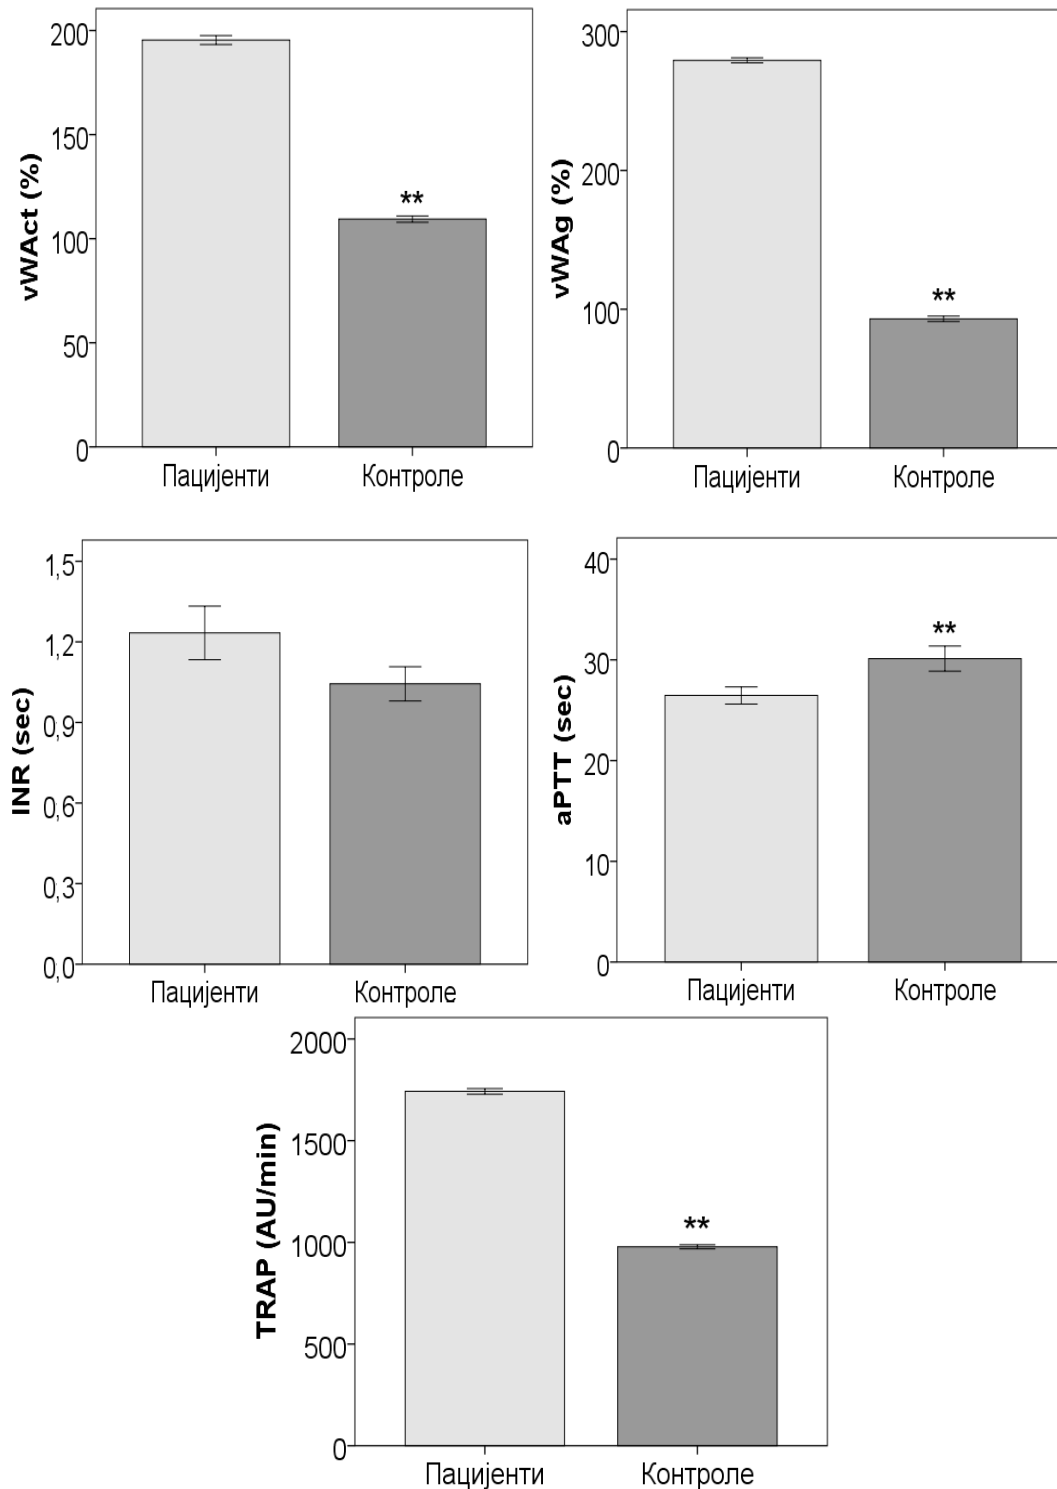 vWAct (%)
200
150
100
50
0
**
Пацијенти Контроле
vWAg (%)
300
200
100
0
**
Пацијенти Контроле
INR (sec)
1,5
1,2
0,9
0,6
0,3
0,0
Пацијенти Контроле
aPTT (sec)
40
30
20
10
0
**
Пацијенти Контроле
TRAP (AU/min)
2000
1500
1000
500
0
**
Пацијенти Контроле